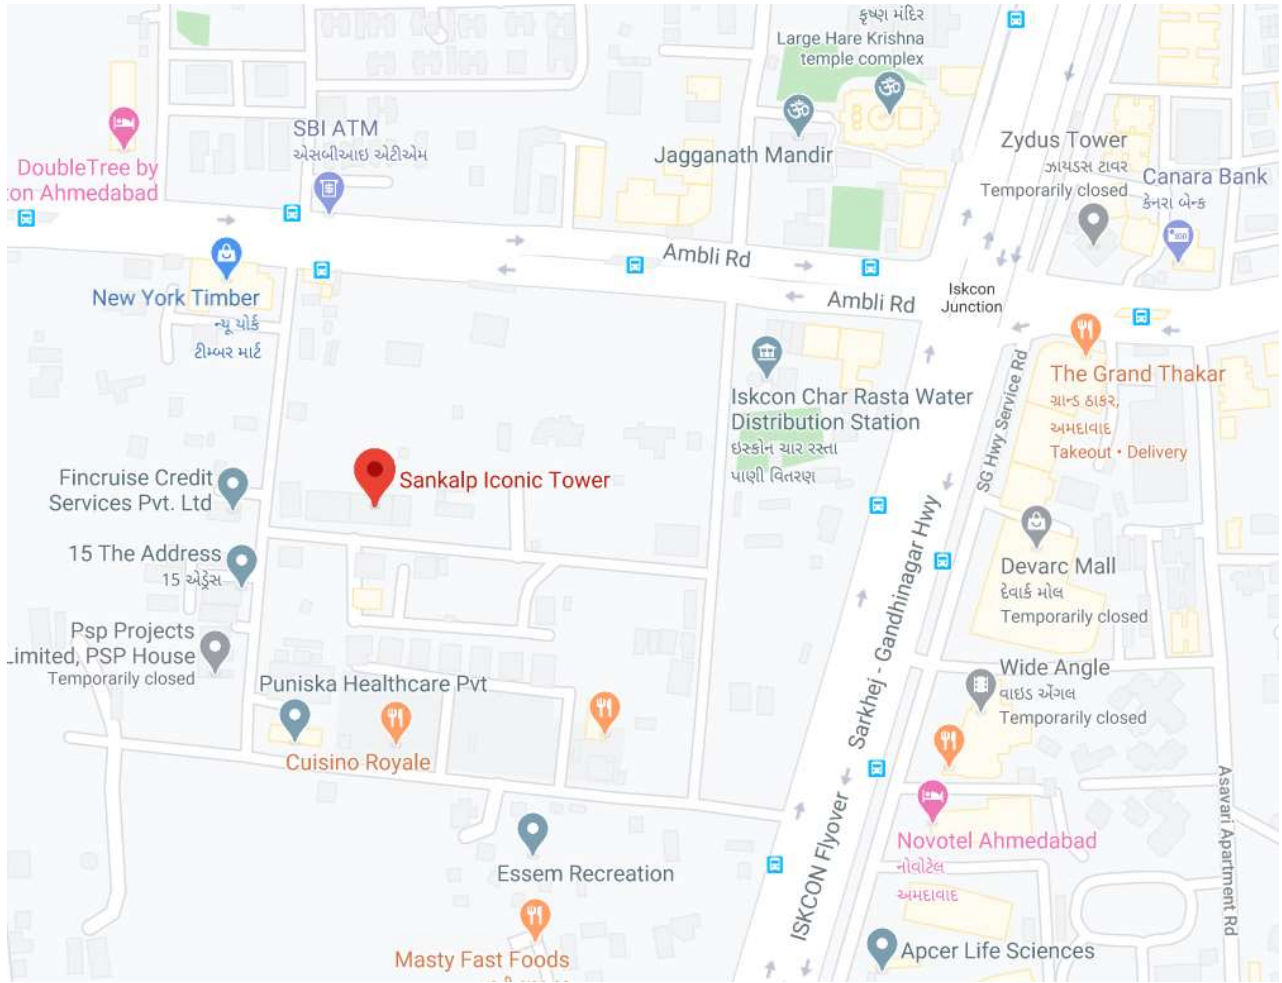 કૃષ્ણ મંદિર
Large Hare Krishna
temple complex
SBI ATM
એસબીઆઇ એટીએમ
Jagganath Mandir
Zydus Tower
ઝાયડસ ટાવર
Temporarily closed
Canara Bank
કેનરા બેન્ક
DoubleTree by
ton Ahmedabad
Ambli Rd
Ambli Rd
Iskcon
Junction
New York Timber
ન્યૂ યોર્ક
ટીમ્બર માર્ટ
The Grand Thakar
ગ્રાન્ડ ઠાકર,
અમદાવાદ
Takeout • Delivery
Iskcon Char Rasta Water
Distribution Station
ઇસ્કોન ચાર રસ્તા
પાણી વિતરણ
SG Hwy Service Rd
Fincruise Credit
Services Pvt. Ltd
Sankalp Iconic Tower
15 The Address
15 એડ્રેસ
Devarc Mall
દેવાર્ક મોલ
Temporarily closed
Sarkhej - Gandhinagar Hwy
Psp Projects
Limited, PSP House
Temporarily closed
Puniska Healthcare Pvt
Wide Angle
વાઇડ એંગલ
Temporarily closed
Cuisino Royale
Asavari Apartment Rd
ISKCON Flyover
Novotel Ahmedabad
નોવોટેલ
અમદાવાદ
Essem Recreation
Apcer Life Sciences
Masty Fast Foods